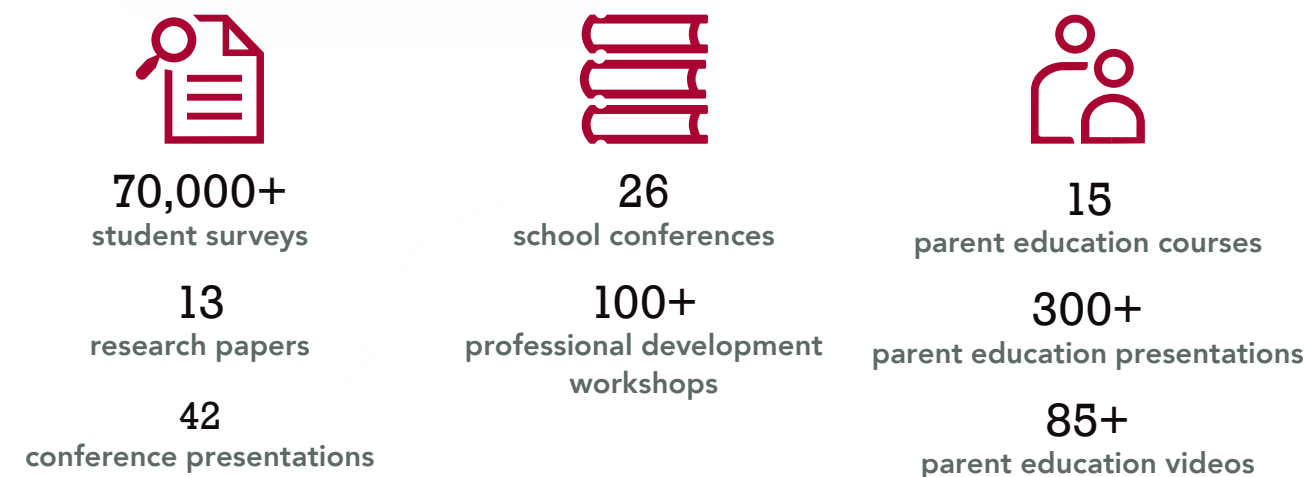 70,000+
student surveys
13
research papers
42
conference presentations
26
school conferences
100+
professional development
workshops
15
parent education courses
300+
parent education presentations
85+
parent education videos